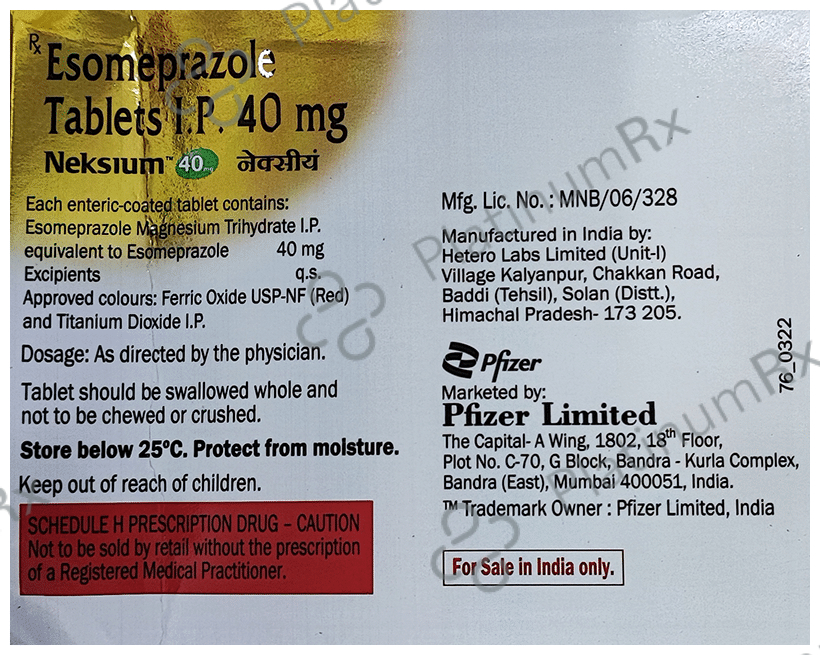 Rx Esomeprazole
Tablets I.P. 40 mg
Neksium™ 40 mg नेक्सीयं
Each enteric-coated tablet contains:
Esomeprazole Magnesium Trihydrate I.P.
equivalent to Esomeprazole 40 mg
Excipients q.s.
Approved colours: Ferric Oxide USP-NF (Red)
and Titanium Dioxide I.P.
Dosage: As directed by the physician.
Tablet should be swallowed whole and
not to be chewed or crushed.
Store below 25°C. Protect from moisture.
Keep out of reach of children.
SCHEDULE H PRESCRIPTION DRUG – CAUTION
Not to be sold by retail without the prescription
of a Registered Medical Practitioner.
Mfg. Lic. No. : MNB/06/328
Manufactured in India by:
Hetero Labs Limited (Unit-I)
Village Kalyanpur, Chakkan Road,
Baddi (Tehsil), Solan (Distt.),
Himachal Pradesh- 173 205.
Pfizer
Marketed by:
Pfizer Limited
The Capital- A Wing, 1802, 18th Floor,
Plot No. C-70, G Block, Bandra - Kurla Complex,
Bandra (East), Mumbai 400051, India.
™ Trademark Owner : Pfizer Limited, India
For Sale in India only.
76_0322
PlatinumRx
PlatinumRx